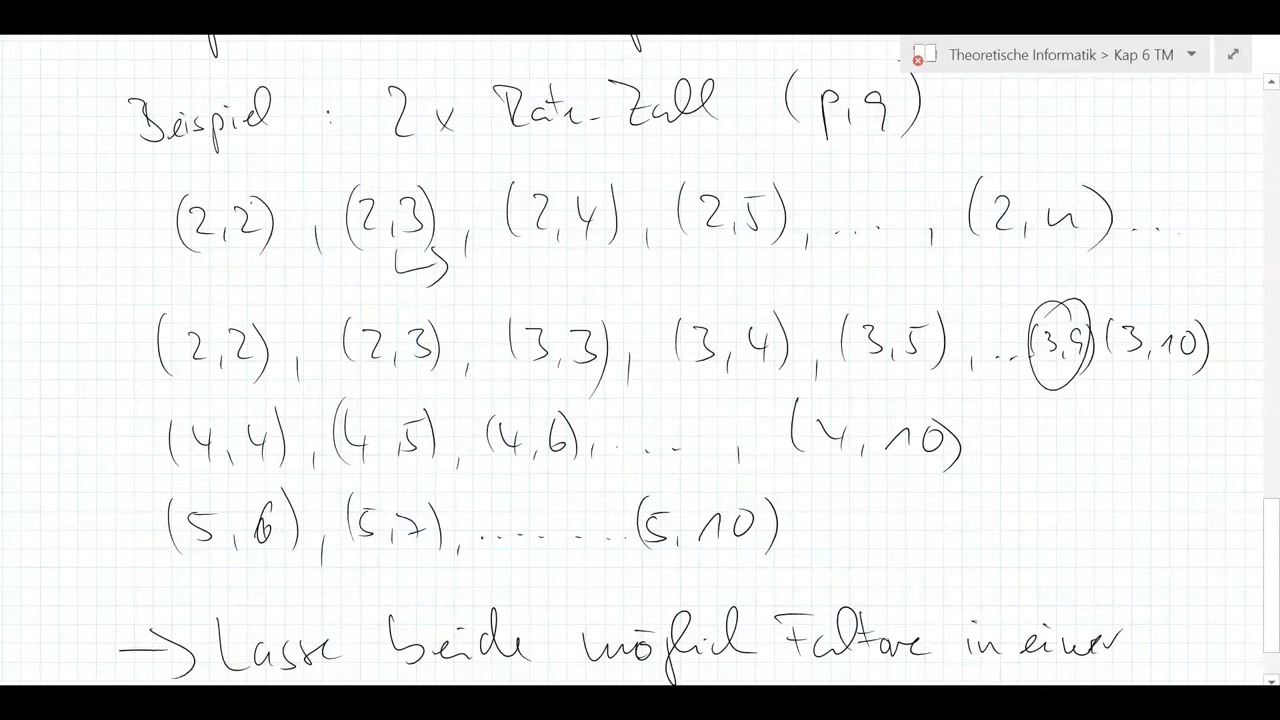 Theoretische Informatik > Kap 6 TM
Beispiel : 2x Rate-Zahl (p,q)
(2,2) , (2,3) , (2,4) , (2,5) , .... , (2,n) ...
(2,2) , (2,3) , (3,3) , (3,4) , (3,5) , ... (3,9) (3,10)
(4,4) , (4,5) , (4,6) , .... , (4,10)
(5,6) , (5,7) , ........ (5,10)
→ Lasse beide möglich Faktore in einer